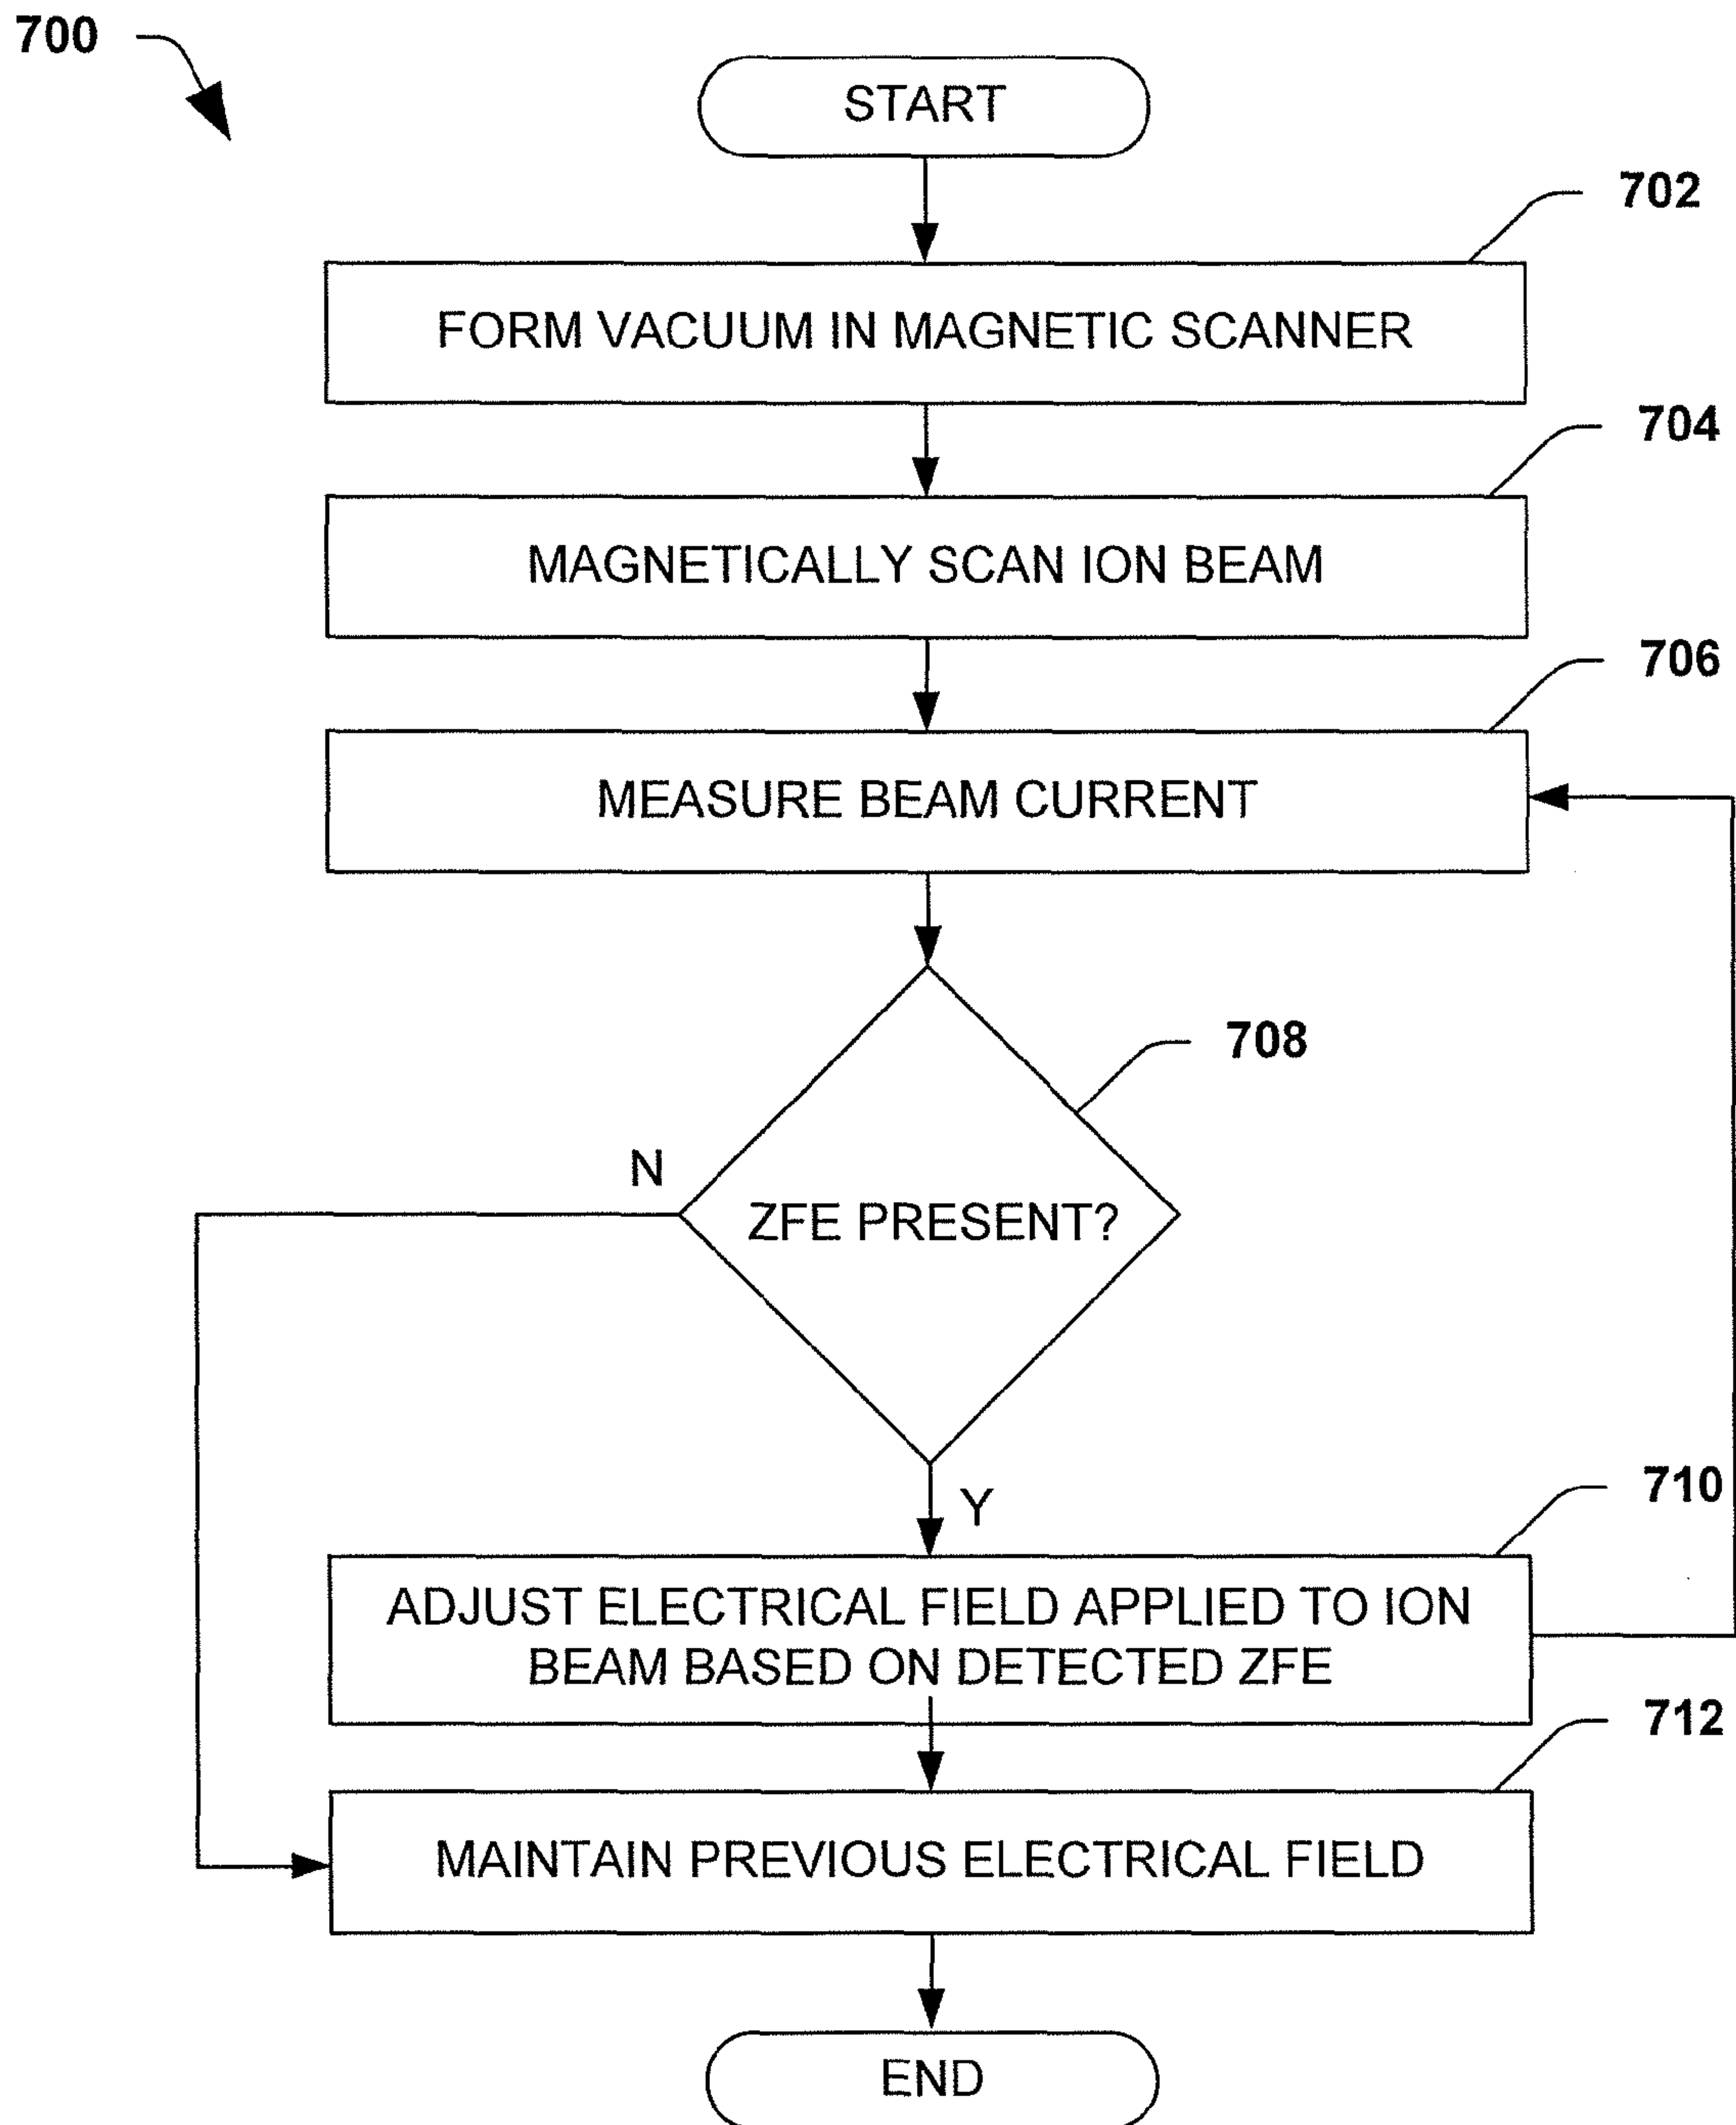 700
START
702
FORM VACUUM IN MAGNETIC SCANNER
704
MAGNETICALLY SCAN ION BEAM
706
MEASURE BEAM CURRENT
708
N
ZFE PRESENT?
Y
710
ADJUST ELECTRICAL FIELD APPLIED TO ION
BEAM BASED ON DETECTED ZFE
712
MAINTAIN PREVIOUS ELECTRICAL FIELD
END